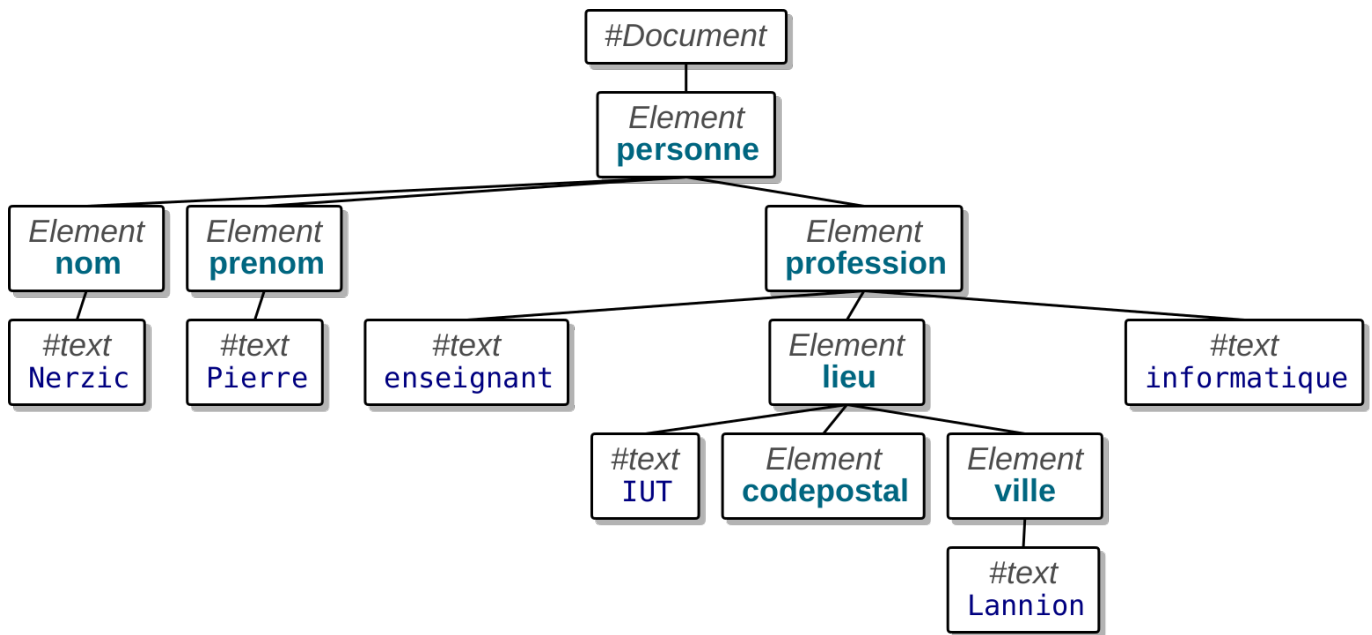 #Document
Element
personne
Element
nom
Element
prenom
Element
profession
#text
Nerzic
#text
Pierre
#text
enseignant
Element
lieu
#text
informatique
#text
IUT
Element
codepostal
Element
ville
#text
Lannion